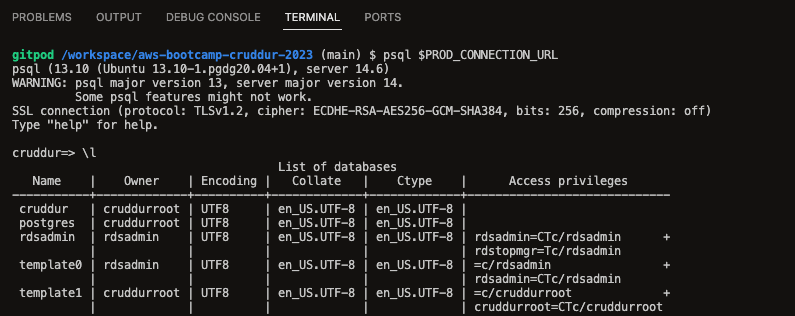 PROBLEMS OUTPUT DEBUG CONSOLE TERMINAL PORTS
gitpod /workspace/aws-bootcamp-cruddur-2023 (main) $ psql $PROD_CONNECTION_URL
psql (13.10 (Ubuntu 13.10-1.pgdg20.04+1), server 14.6)
WARNING: psql major version 13, server major version 14.
         Some psql features might not work.
SSL connection (protocol: TLSv1.2, cipher: ECDHE-RSA-AES256-GCM-SHA384, bits: 256, compression: off)
Type "help" for help.
cruddur=> \l
                                  List of databases
   Name    |    Owner    | Encoding |   Collate   |    Ctype    |      Access privileges
-----------+-------------+----------+-------------+-------------+-----------------------------
 cruddur   | cruddurroot | UTF8     | en_US.UTF-8 | en_US.UTF-8 |
 postgres  | cruddurroot | UTF8     | en_US.UTF-8 | en_US.UTF-8 |
 rdsadmin  | rdsadmin    | UTF8     | en_US.UTF-8 | en_US.UTF-8 | rdsadmin=CTc/rdsadmin      +
           |             |          |             |             | rdstopmgr=Tc/rdsadmin
 template0 | rdsadmin    | UTF8     | en_US.UTF-8 | en_US.UTF-8 | =c/rdsadmin                +
           |             |          |             |             | rdsadmin=CTc/rdsadmin
 template1 | cruddurroot | UTF8     | en_US.UTF-8 | en_US.UTF-8 | =c/cruddurroot             +
           |             |          |             |             | cruddurroot=CTc/cruddurroot